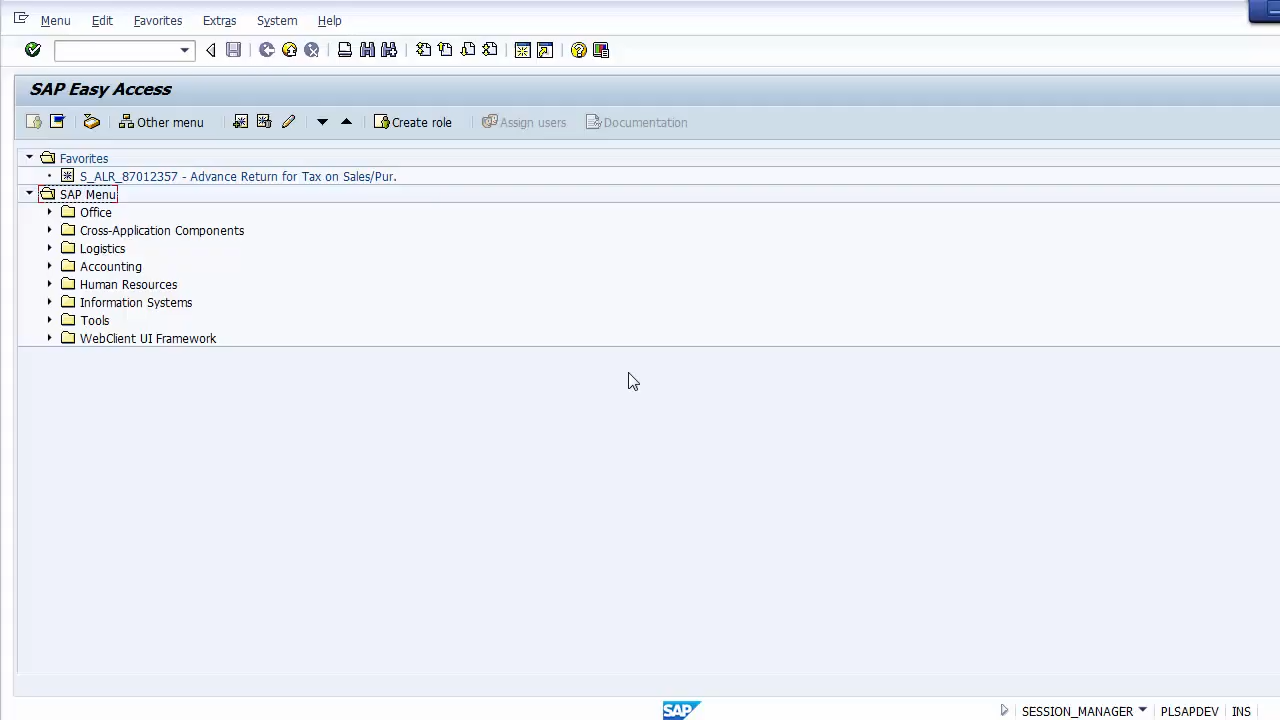 Menu Edit Favorites Extras System Help
SAP Easy Access
Other menu Create role Assign users Documentation
Favorites
S_ALR_87012357 - Advance Return for Tax on Sales/Pur.
SAP Menu
Office
Cross-Application Components
Logistics
Accounting
Human Resources
Information Systems
Tools
WebClient UI Framework
SAP SESSION_MANAGER PLSAPDEV INS